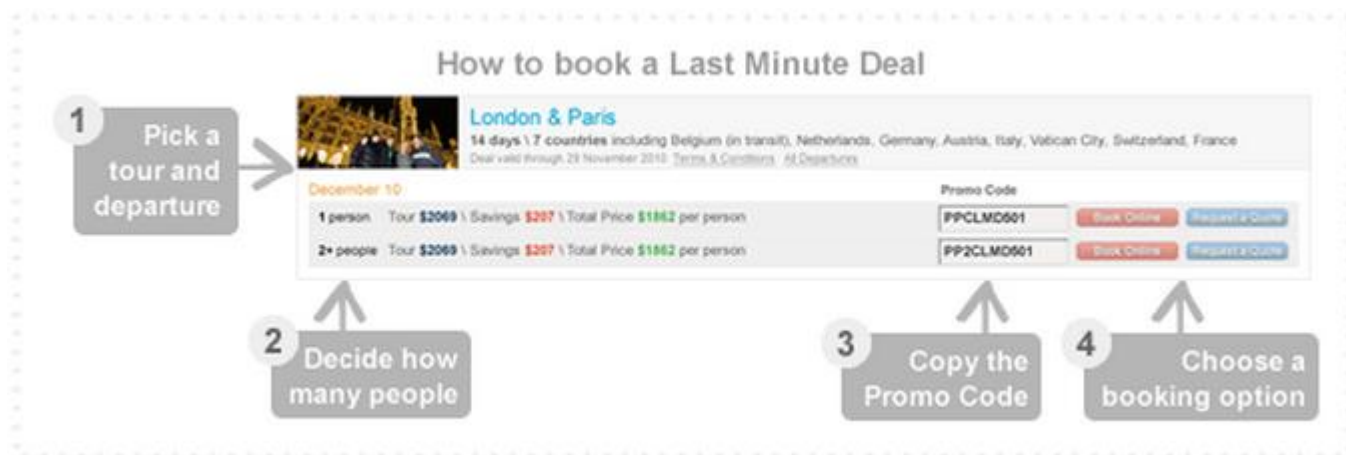 How to book a Last Minute Deal
1
Pick a
tour and
departure
London & Paris
14 days \ 7 countries including Belgium (in transit), Netherlands, Germany, Austria, Italy, Vatican City, Switzerland, France
Deal valid through 29 November 2010 Terms & Conditions All Departures
December 10
Promo Code
1 person Tour $2069 \ Savings $207 \ Total Price $1862 per person PPCLMD501 Book Online Request a Quote
2+ people Tour $2069 \ Savings $207 \ Total Price $1862 per person PP2CLMD501 Book Online Request a Quote
2
Decide how
many people
3
Copy the
Promo Code
4
Choose a
booking option